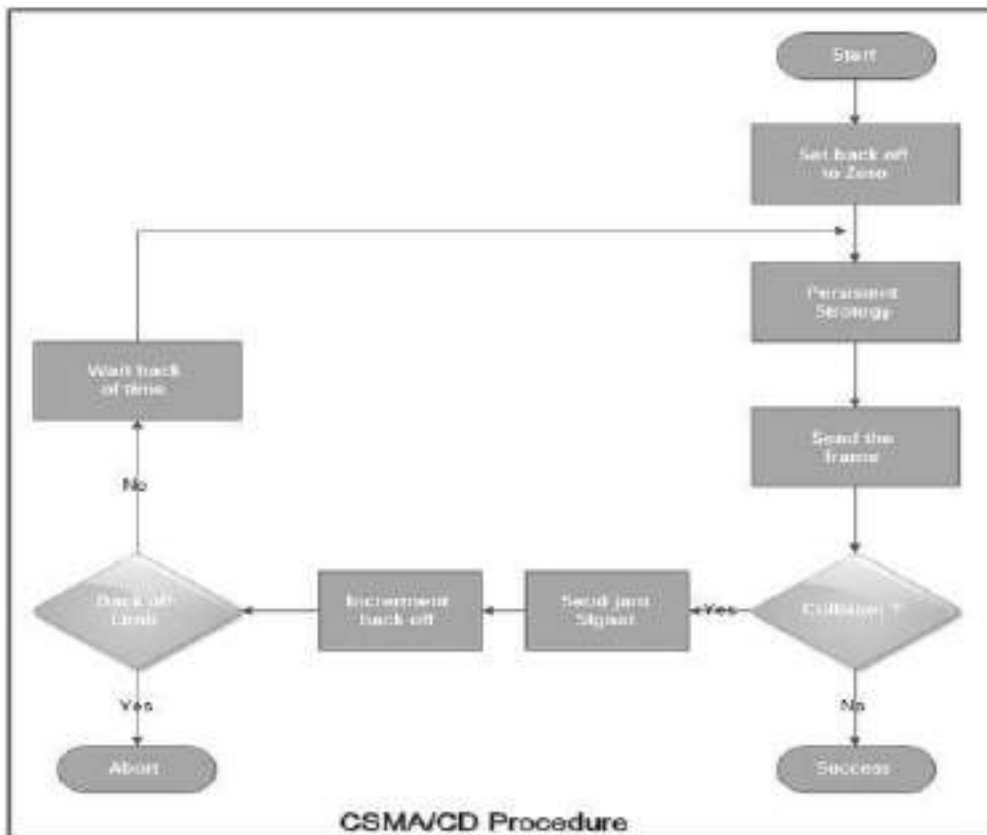 Start
Set back off
to Zero
Persistent
Strategy
Wait back
of time
Send the
frame
No
Back off
Limit
Increment
back off
Send jam
Signal
Yes
Collision ?
Yes
No
Abort
Success
CSMA/CD Procedure